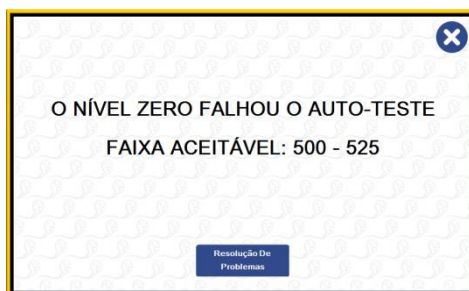 O NÍVEL ZERO FALHOU O AUTO-TESTE
FAIXA ACEITÁVEL: 500 - 525
Resolução De
Problemas